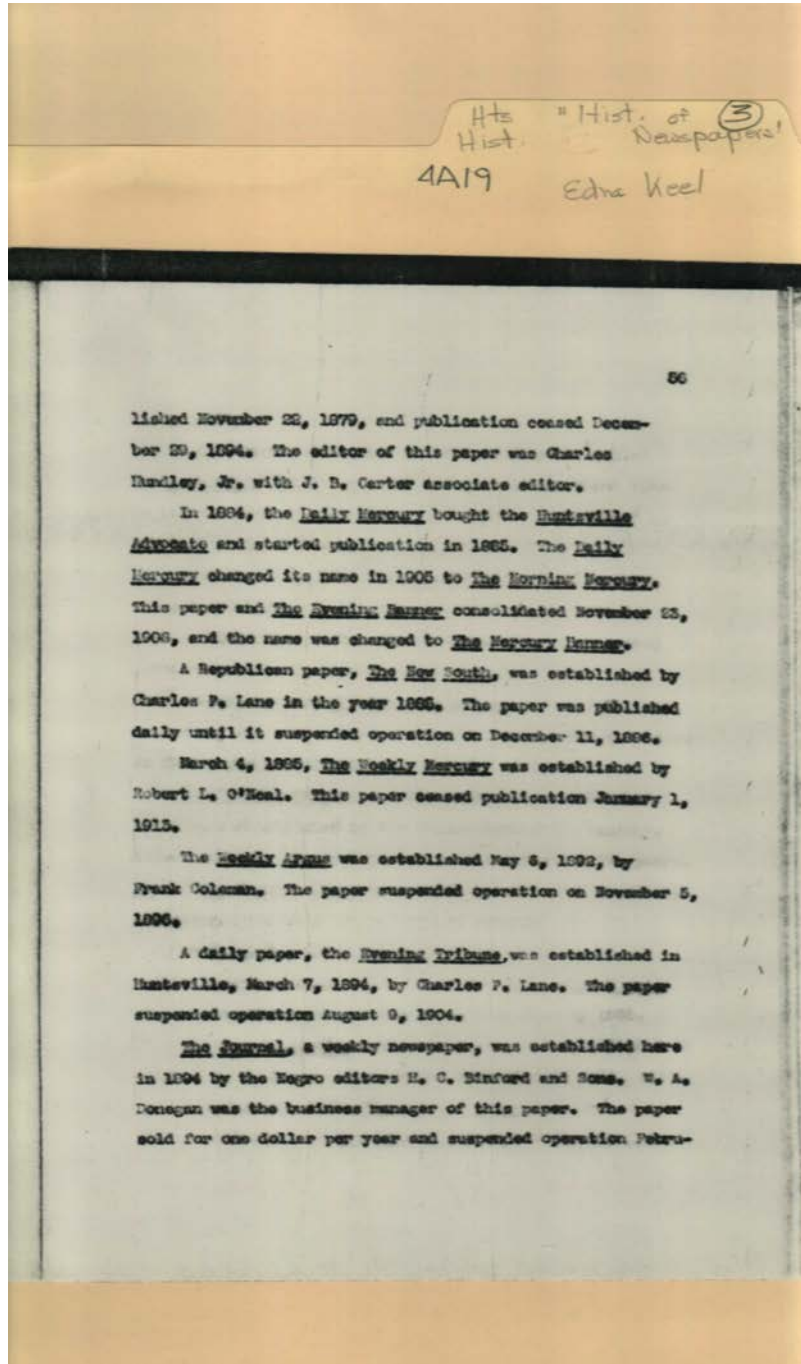 Hts "Hist. of ③
Hist. Newspapers"
4A19 Edna Keel
56
lished November 22, 1879, and publication ceased Decem-
ber 29, 1894. The editor of this paper was Charles
Hundley, Jr. with J. B. Carter associate editor.
In 1884, the Daily Mercury bought the Huntsville
Advocate and started publication in 1885. The Daily
Mercury changed its name in 1905 to The Morning Mercury.
This paper and The Evening Banner consolidated November 23,
and the name was changed to The Mercury Banner.
A Republican paper, The New South, was established by
Charles P. Lane in the year The paper was published
daily until it suspended operation on December 11, 1896.
March 4, 1885, The Weekly Mercury was established by
Robert L. O'Neal. This paper ceased publication January 1,
The Weekly Argus was established May 1892, by
Frank Coleman. The paper suspended operation on November 5,
1896.
A daily paper, the Evening Tribune, was established in
Huntsville, March 7, 1894, by Charles P. Lane. The paper
suspended operation August 9, 1904.
The Journal, a weekly newspaper, was established here
in 1894 by the Negro editors H. C. Binford and Sons. W. A.
Donegan was the business manager of this paper. The paper
sold for one dollar per year and suspended operation Febru-